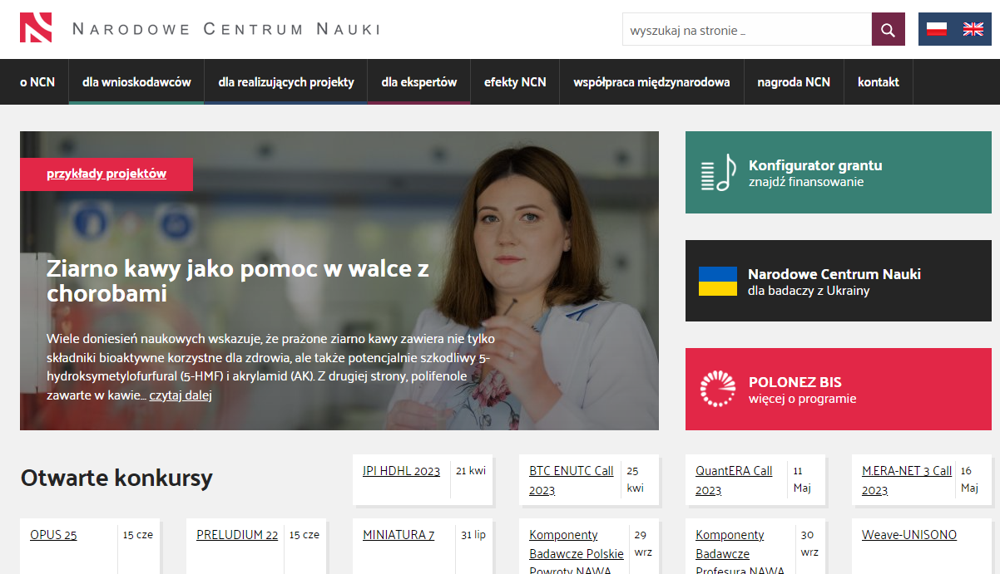 NARODOWE CENTRUM NAUKI
wyszukaj na stronie ...
o NCN
dla wnioskodawców
dla realizujących projekty
dla ekspertów
efekty NCN
współpraca międzynarodowa
nagroda NCN
kontakt
przykłady projektów
Ziarno kawy jako pomoc w walce z
chorobami
Wiele doniesień naukowych wskazuje, że prażone ziarno kawy zawiera nie tylko
składniki bioaktywne korzystne dla zdrowia, ale także potencjalnie szkodliwy 5-
hydroksymetylofurfural (5-HMF) i akrylamid (AK). Z drugiej strony, polifenole
zawarte w kawie... czytaj dalej
Konfigurator grantu
znajdź finansowanie
Narodowe Centrum Nauki
dla badaczy z Ukrainy
POLONEZ BIS
więcej o programie
Otwarte konkursy
JPI HDHL 2023
21 kwi
BTC ENUTC Call
2023
25
kwi
QuantERA Call
2023
11
Maj
M.ERA-NET 3 Call
2023
16
Maj
OPUS 25
15 cze
PRELUDIUM 22
15 cze
MINIATURA 7
31 lip
Komponenty
Badawcze Polskie
Powroty NAWA
29
wrz
Komponenty
Badawcze
Profesura NAWA
30
wrz
Weave-UNISONO